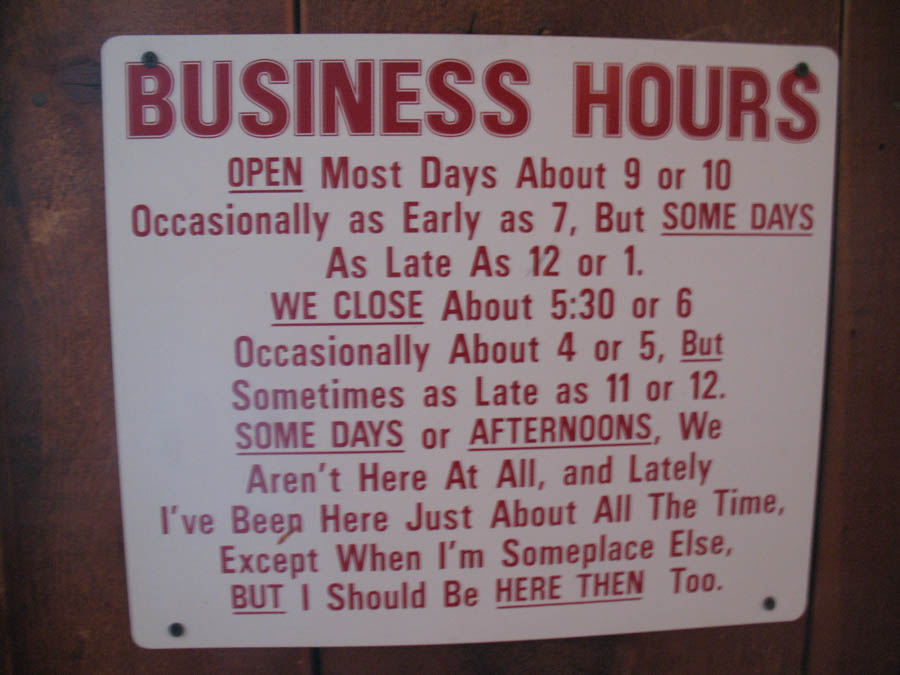 BUSINESS HOURS
OPEN Most Days About 9 or 10
Occasionally as Early as 7, But SOME DAYS
As Late As 12 or 1.
WE CLOSE About 5:30 or 6
Occasionally About 4 or 5, But
Sometimes as Late as 11 or 12.
SOME DAYS or AFTERNOONS, We
Aren't Here At All, and Lately
I've Been Here Just About All The Time,
Except When I'm Someplace Else,
BUT I Should Be HERE THEN Too.